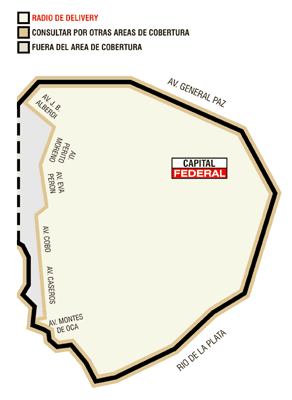 RADIO DE DELIVERY
CONSULTAR POR OTRAS AREAS DE COBERTURA
FUERA DEL AREA DE COBERTURA
AV. GENERAL PAZ
AV. J. B.
ALBERDI
AU.
PERITO
MORENO
CAPITAL
FEDERAL
AV. EVA
PERON
AV. COBO
AV. CASEROS
AV. MONTES
DE OCA
RIO DE LA PLATA